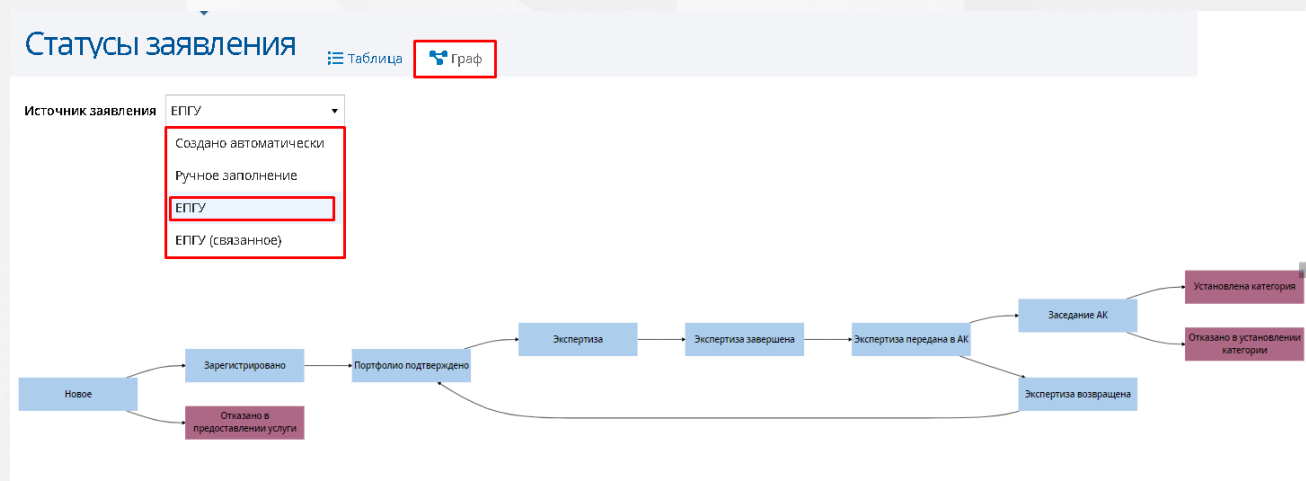 Статусы заявления
Таблица
Граф
Источник заявления
ЕПГУ
Создано автоматически
Ручное заполнение
ЕПГУ
ЕПГУ (связанное)
Новое
Зарегистрировано
Отказано в
предоставлении услуги
Портфолио подтверждено
Экспертиза
Экспертиза завершена
Экспертиза передана в АК
Заседание АК
Экспертиза возвращена
Установлена категория
Отказано в установлении
категории